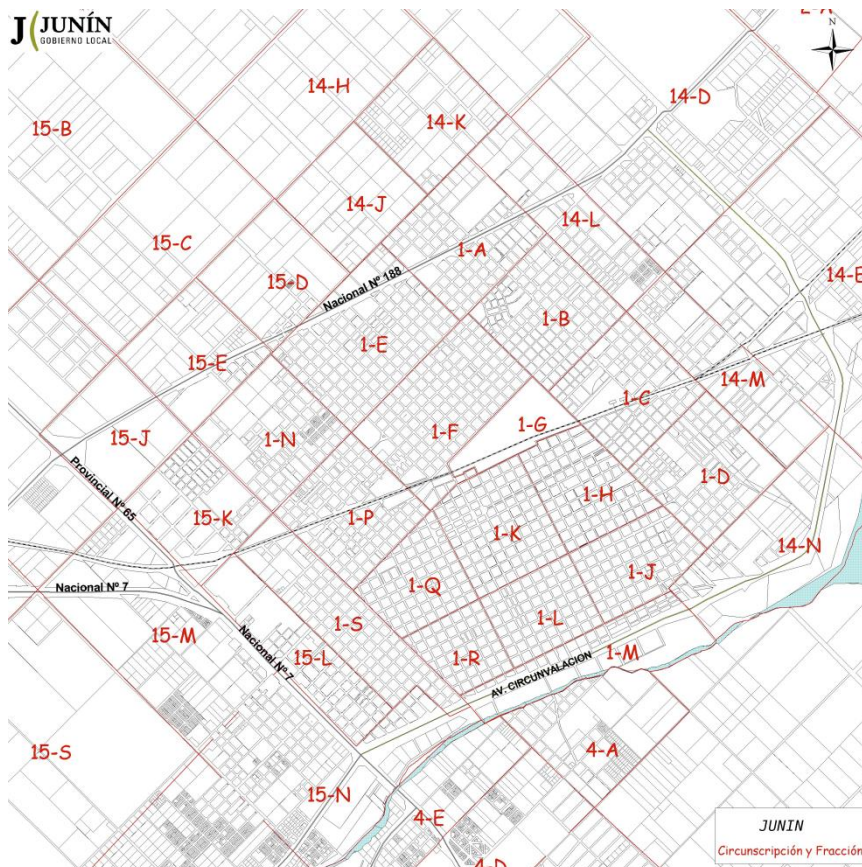 JUNÍN
GOBIERNO LOCAL
N
14-H
14-D
15-B
14-K
14-J
14-L
15-C
1-A
14-E
15-D
Nacional Nº 188
1-B
1-E
15-E
14-M
1-C
1-G
15-J
1-N
1-F
1-D
Provincial Nº 65
1-H
15-K
1-P
1-K
14-N
Nacional Nº 7
1-Q
1-J
15-M
1-S
1-L
Nacional Nº 7
15-L
1-R
1-M
AV. CIRCUNVALACION
15-S
4-A
15-N
4-E
4-D
JUNIN
Circunscripción y Fracción